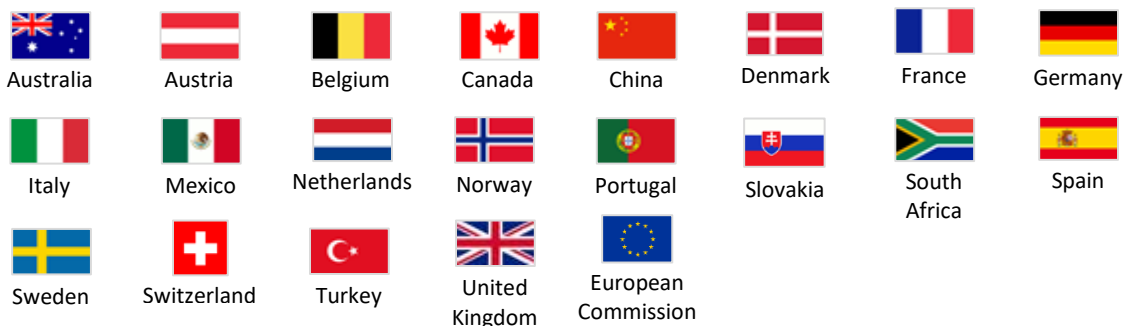 Australia
Austria
Belgium
Canada
China
Denmark
France
Germany
Italy
Mexico
Netherlands
Norway
Portugal
Slovakia
South
Africa
Spain
Sweden
Switzerland
Turkey
United
Kingdom
European
Commission